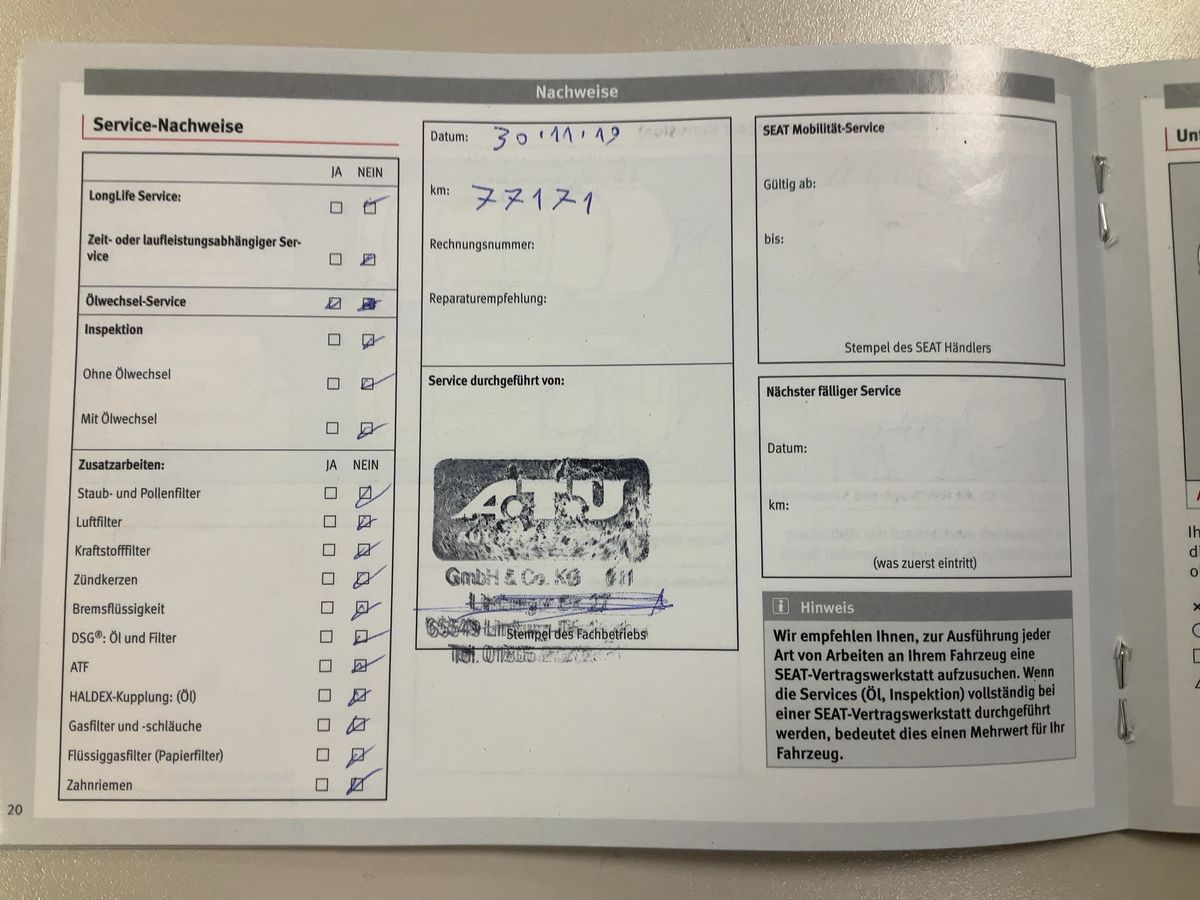 Nachweise
Service-Nachweise
JA NEIN
LongLife Service:
Zeit- oder laufleistungsabhängiger Ser-
vice
Ölwechsel-Service
Inspektion
Ohne Ölwechsel
Mit Ölwechsel
Zusatzarbeiten: JA NEIN
Staub- und Pollenfilter
Luftfilter
Kraftstofffilter
Zündkerzen
Bremsflüssigkeit
DSG®: Öl und Filter
ATF
HALDEX-Kupplung: (Öl)
Gasfilter und -schläuche
Flüssiggasfilter (Papierfilter)
Zahnriemen
20
Datum: 30.11.19
km: 77171
Rechnungsnummer:
Reparaturempfehlung:
Service durchgeführt von:
ATU
GmbH & Co. KG
65549
Stempel des Fachbetriebs
Tel.
SEAT Mobilität-Service
Gültig ab:
bis:
Stempel des SEAT Händlers
Nächster fälliger Service
Datum:
km:
(was zuerst eintritt)
i Hinweis
Wir empfehlen Ihnen, zur Ausführung jeder
Art von Arbeiten an Ihrem Fahrzeug eine
SEAT-Vertragswerkstatt aufzusuchen. Wenn
die Services (Öl, Inspektion) vollständig bei
einer SEAT-Vertragswerkstatt durchgeführt
werden, bedeutet dies einen Mehrwert für Ihr
Fahrzeug.